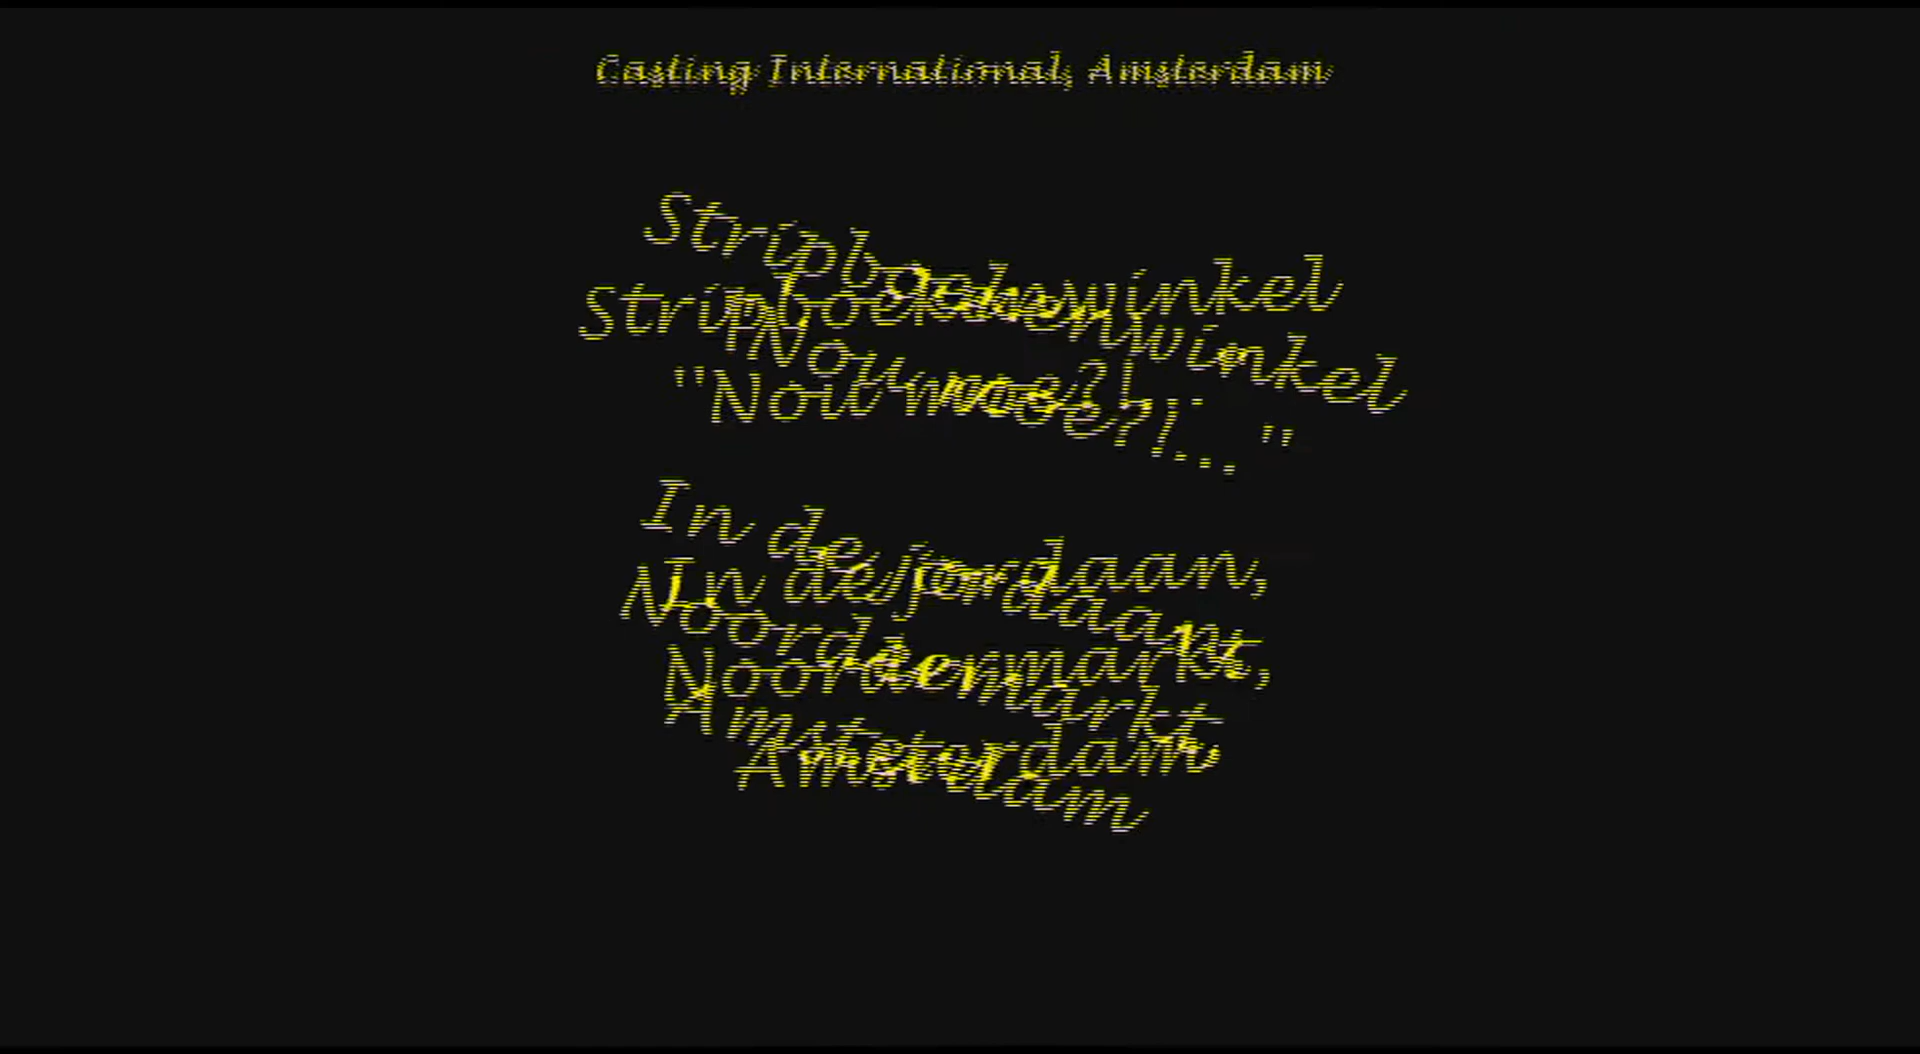 Casting International, Amsterdam
Stripboekenwinkel
"Nou moe?!... "
In de jordaan,
Noordermarkt,
Amsterdam